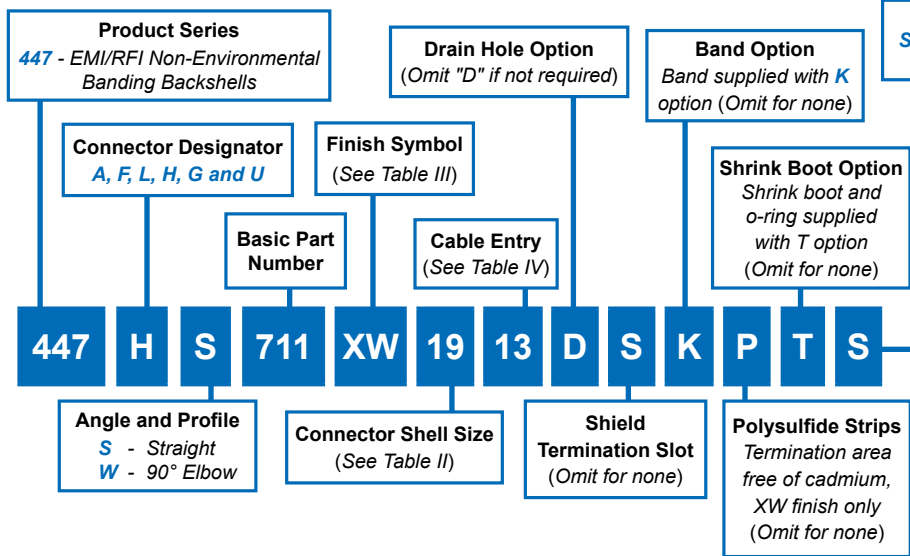 Product Series
447 - EMI/RFI Non-Environmental
Banding Backshells
Drain Hole Option
(Omit "D" if not required)
Band Option
Band supplied with K
option (Omit for none)
S
Connector Designator
A, F, L, H, G and U
Finish Symbol
(See Table III)
Shrink Boot Option
Shrink boot and
o-ring supplied
with T option
(Omit for none)
Basic Part
Number
Cable Entry
(See Table IV)
447 H S 711 XW 19 13 D S K P T S
Angle and Profile
S - Straight
W - 90° Elbow
Connector Shell Size
(See Table II)
Shield
Termination Slot
(Omit for none)
Polysulfide Strips
Termination area
free of cadmium,
XW finish only
(Omit for none)